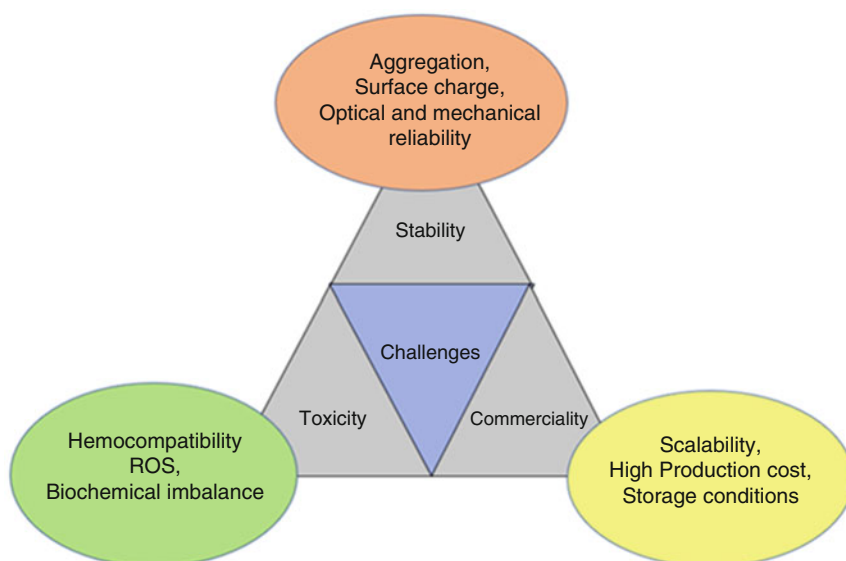 Aggregation,
Surface charge,
Optical and mechanical
reliability
Stability
Challenges
Toxicity
Commerciality
Hemocompatibility
ROS,
Biochemical imbalance
Scalability,
High Production cost,
Storage conditions